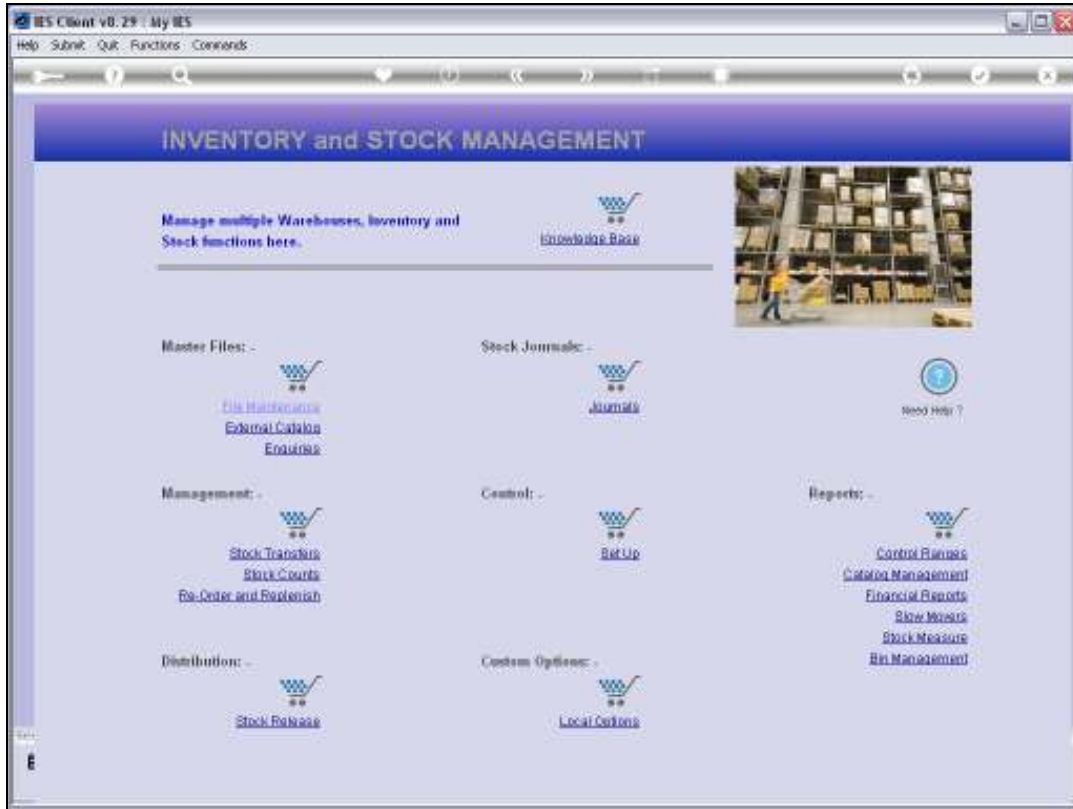 IES Client v8.29 : My IES
Help Submit Quit Functions Commands
INVENTORY and STOCK MANAGEMENT
Manage multiple Warehouses, Inventory and
Stock functions here.
Knowledge Base
Master Files: -
File Maintenance
External Catalog
Enquiries
Stock Journals: -
Journals
Need Help ?
Management: -
Stock Transfers
Stock Counts
Re-Order and Replenish
Control: -
Set Up
Reports: -
Control Ranges
Catalog Management
Financial Reports
Slow Movers
Stock Measure
Bin Management
Distribution: -
Stock Release
Custom Options: -
Local Options